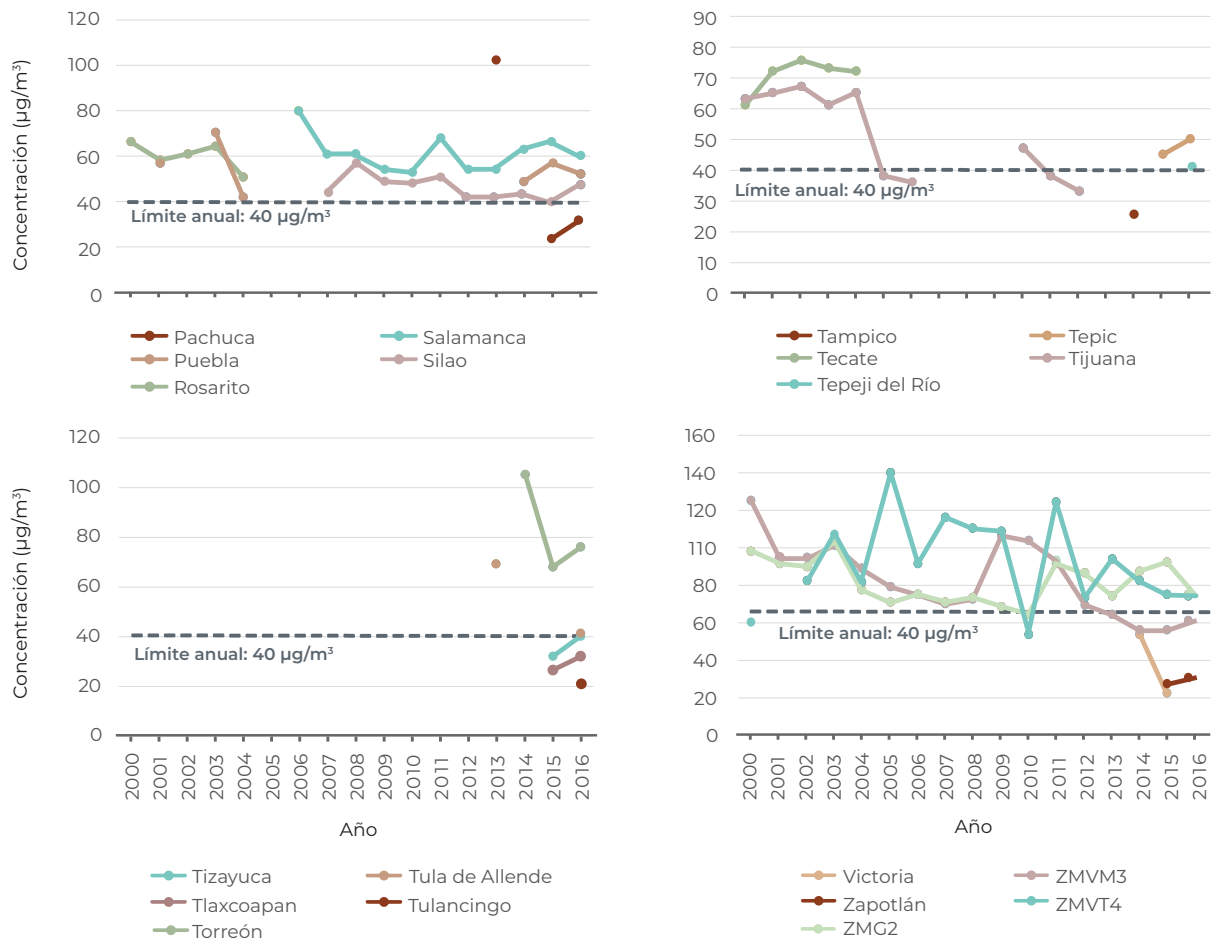 Concentración (µg/m³)
120
100
80
60
40
20
0
Límite anual: 40 µg/m³
Pachuca
Puebla
Rosarito
Salamanca
Silao
90
80
70
60
50
40
30
20
10
0
Límite anual: 40 µg/m³
Tampico
Tecate
Tepeji del Río
Tepic
Tijuana
Concentración (µg/m³)
120
100
80
60
40
20
0
Límite anual: 40 µg/m³
2000 2001 2002 2003 2004 2005 2006 2007 2008 2009 2010 2011 2012 2013 2014 2015 2016
Año
Tizayuca
Tlaxcoapan
Torreón
Tula de Allende
Tulancingo
160
140
120
110
80
60
40
20
0
Límite anual: 40 µg/m³
2000 2001 2002 2003 2004 2005 2006 2007 2008 2009 2010 2011 2012 2013 2014 2015 2016
Año
Victoria
Zapotlán
ZMG2
ZMVM3
ZMVT4